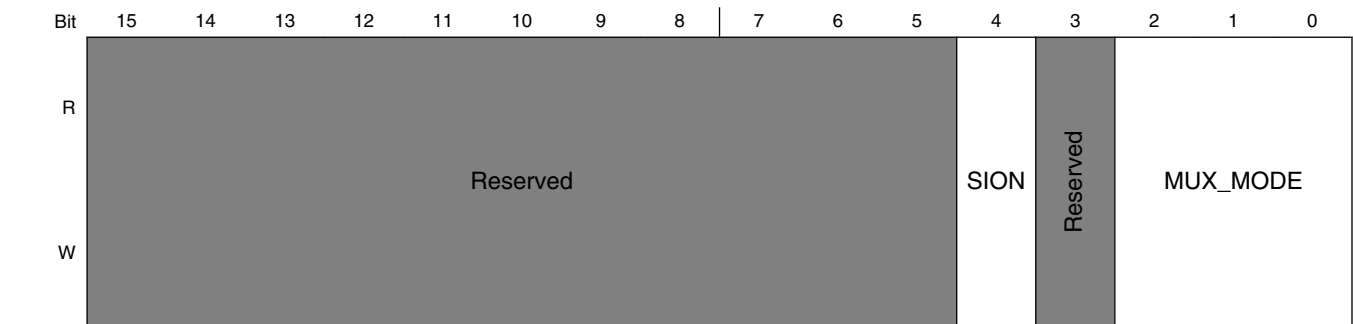 Bit 15 14 13 12 11 10 9 8 7 6 5 4 3 2 1 0
R
Reserved SION Reserved MUX_MODE
W